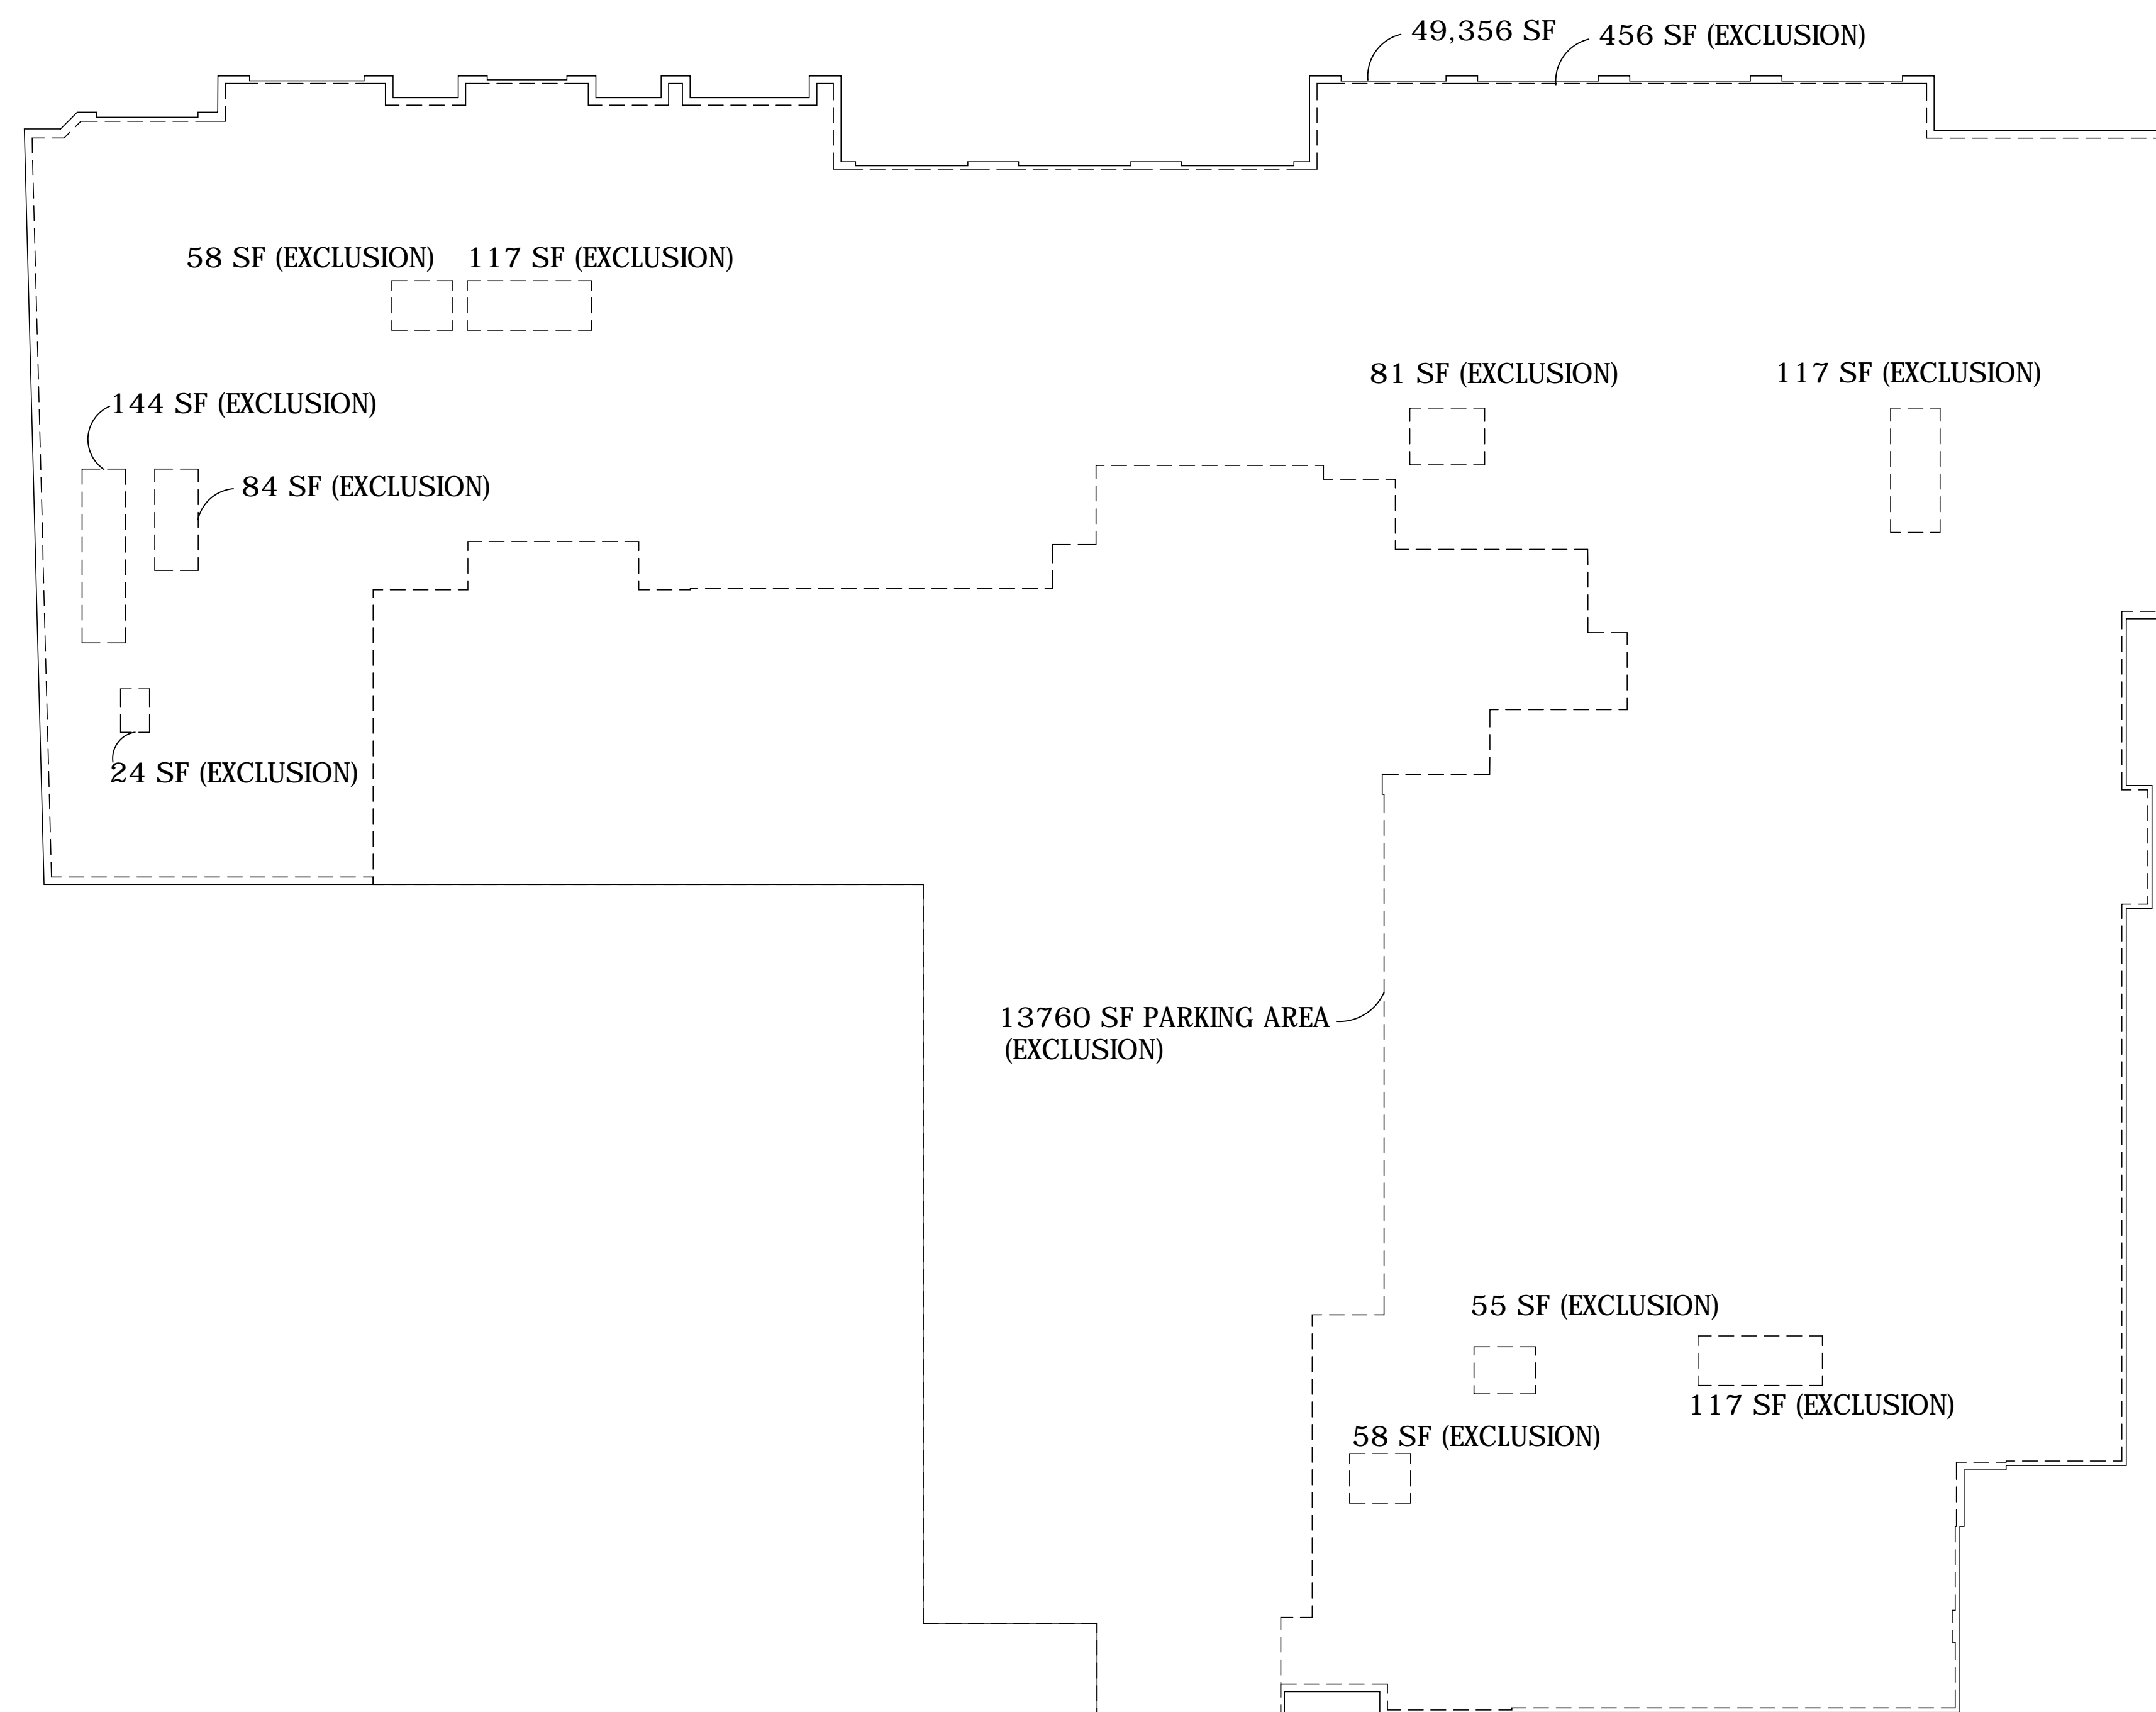 49,356 SF
456 SF (EXCLUSION)
58 SF (EXCLUSION)
117 SF (EXCLUSION)
81 SF (EXCLUSION)
117 SF (EXCLUSION)
144 SF (EXCLUSION)
84 SF (EXCLUSION)
24 SF (EXCLUSION)
13760 SF PARKING AREA
(EXCLUSION)
55 SF (EXCLUSION)
117 SF (EXCLUSION)
58 SF (EXCLUSION)